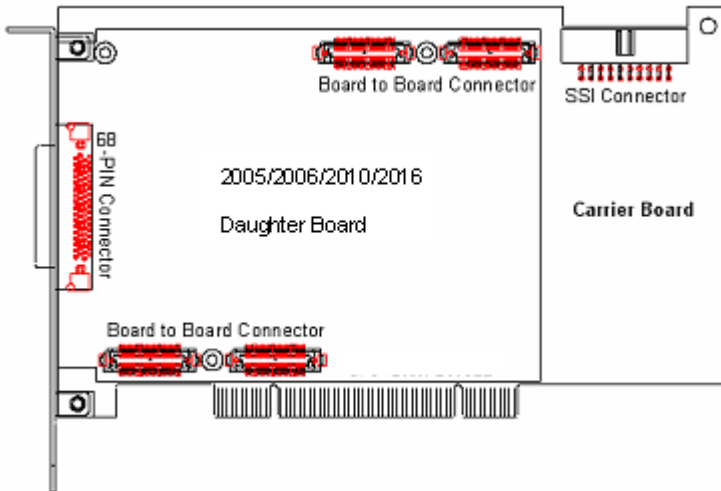 Board to Board Connector
SSI Connector
68-PIN Connector
2005/2006/2010/2016
Daughter Board
Carrier Board
Board to Board Connector